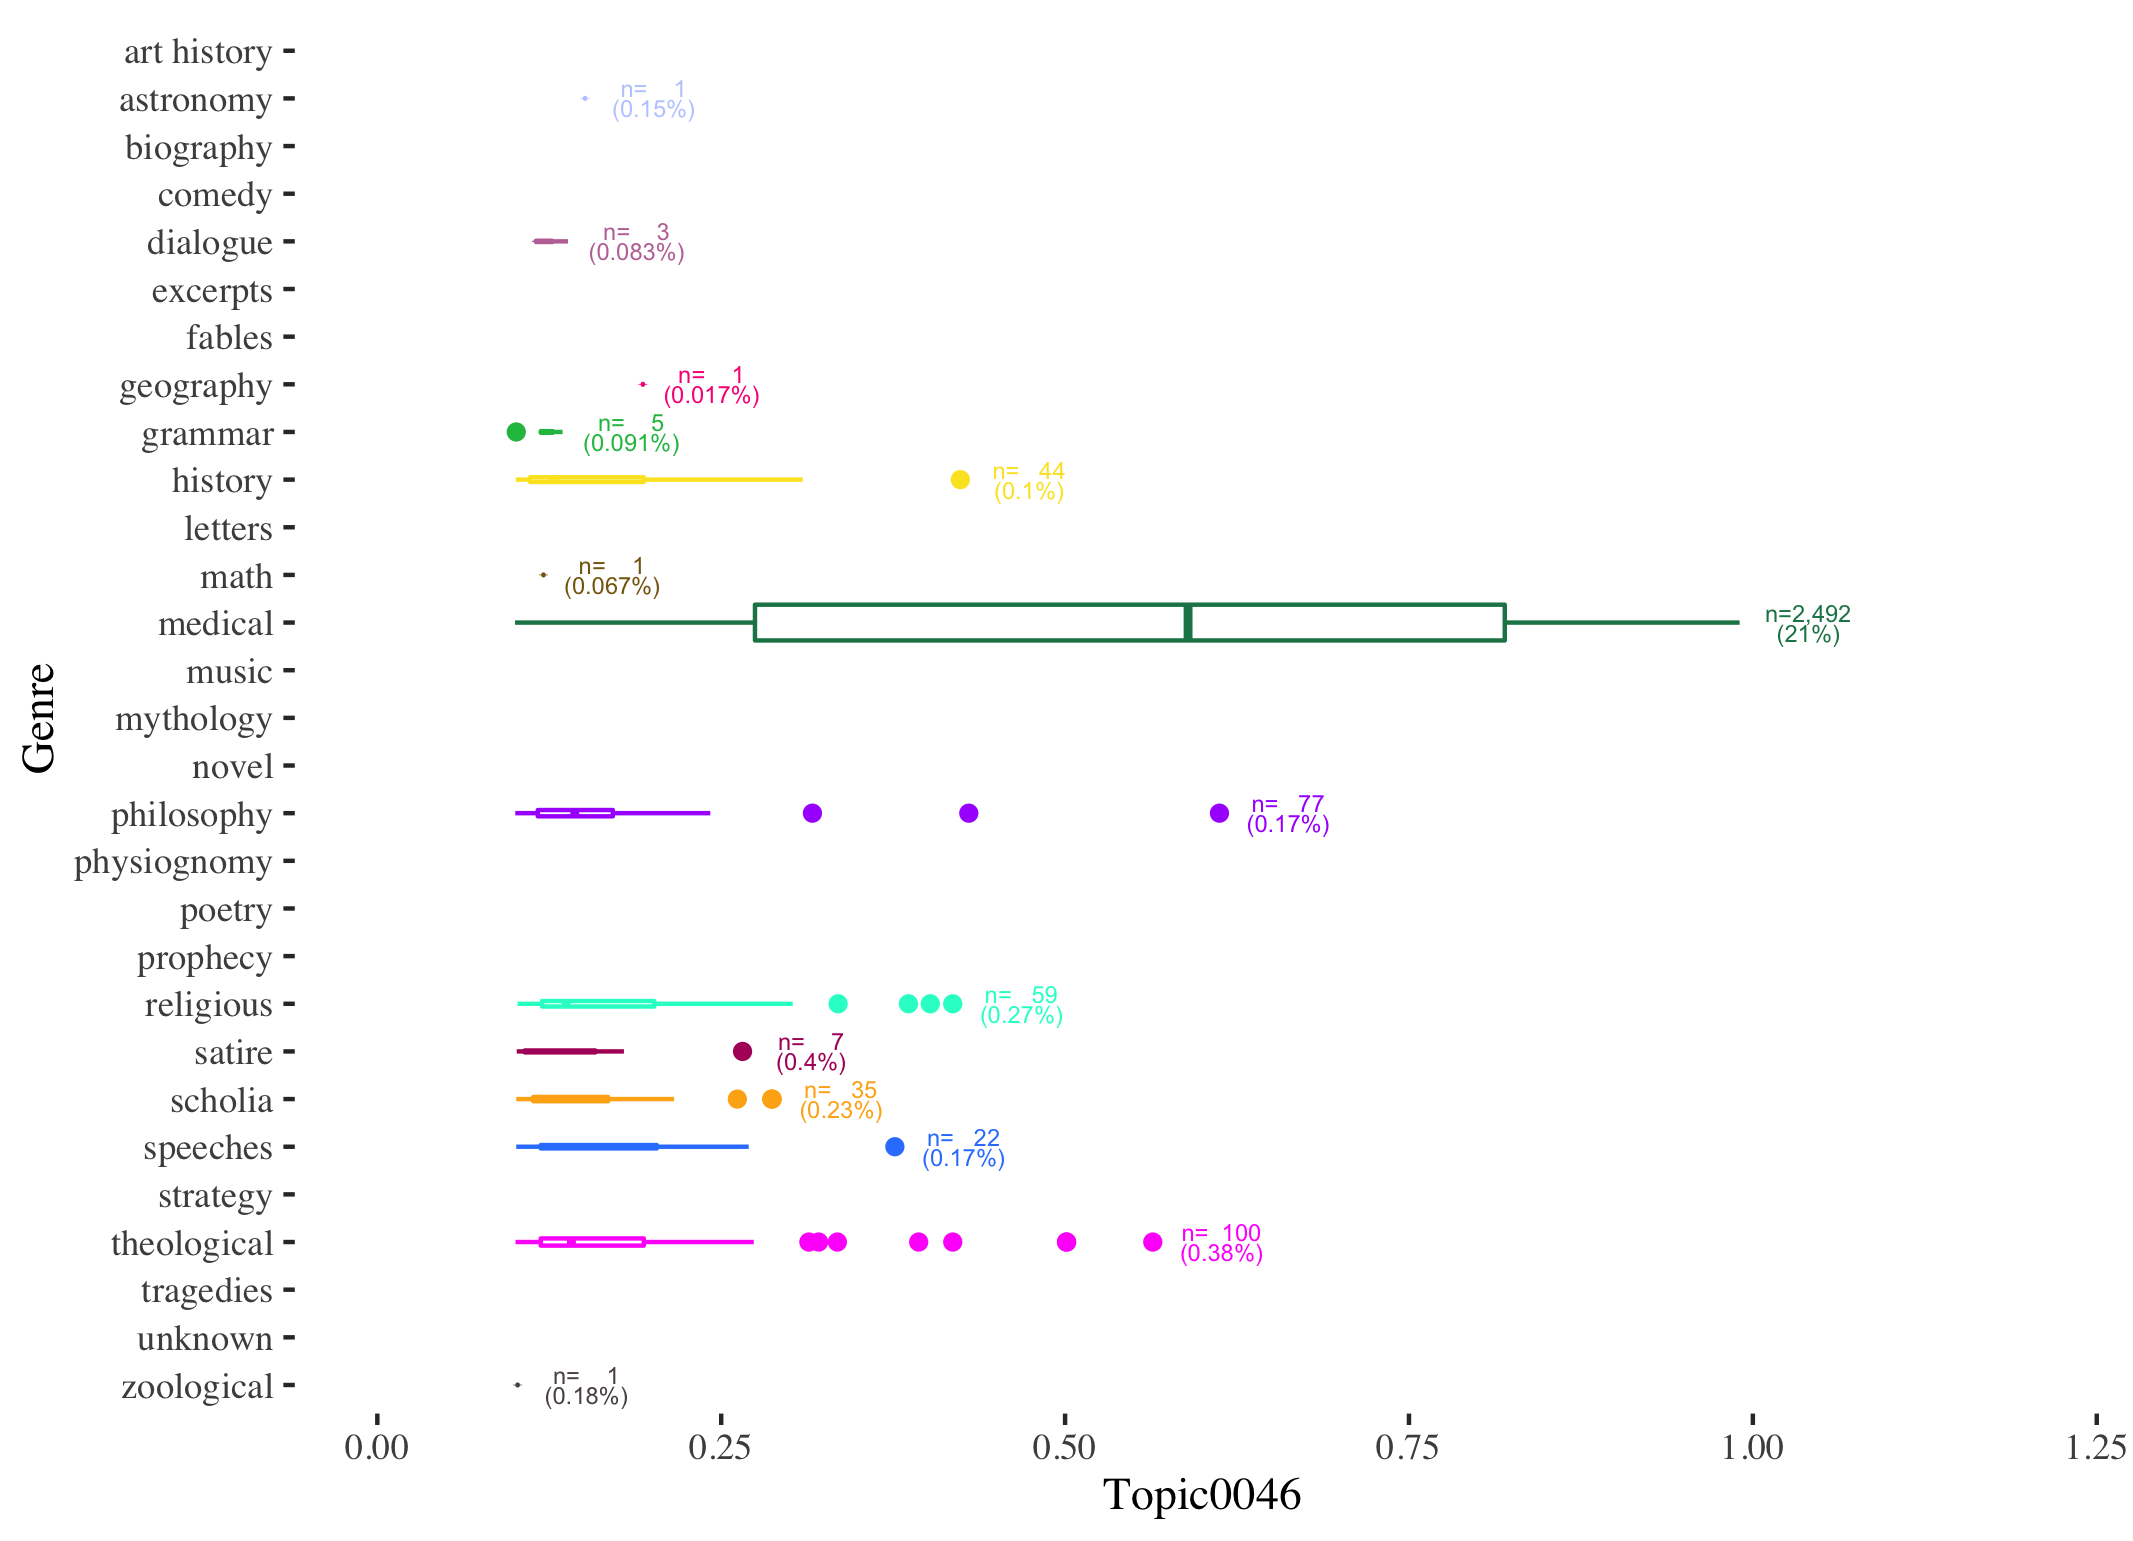 art history
astronomy
n= 1
(0.15%)
biography
comedy
dialogue
n= 3
(0.083%)
excerpts
fables
geography
n= 1
(0.017%)
grammar
n= 5
(0.091%)
history
n= 44
(0.1%)
letters
math
n= 1
(0.067%)
medical
n=2,492
(21%)
music
mythology
novel
philosophy
n= 77
(0.17%)
physiognomy
poetry
prophecy
religious
n= 59
(0.27%)
satire
n= 7
(0.4%)
scholia
n= 35
(0.23%)
speeches
n= 22
(0.17%)
strategy
theological
n= 100
(0.38%)
tragedies
unknown
zoological
n= 1
(0.18%)
Genre
0.00 0.25 0.50 0.75 1.00 1.25
Topic0046